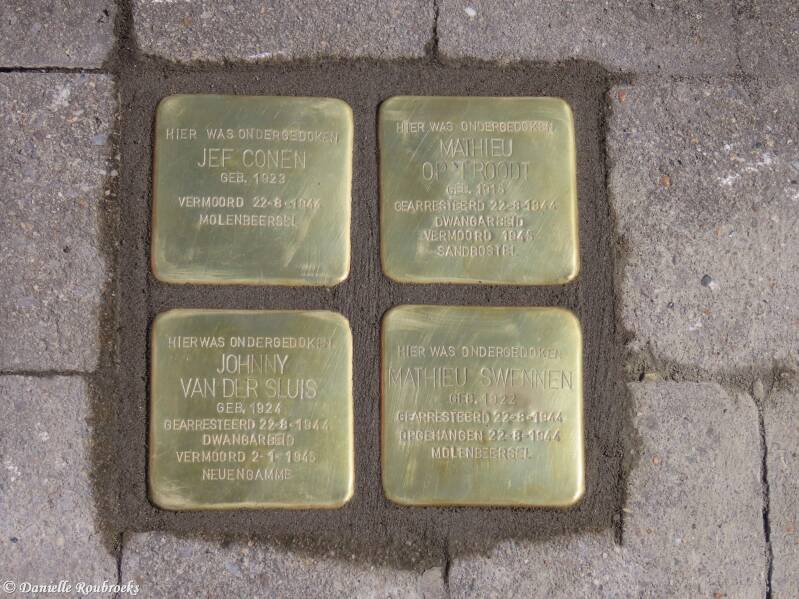 HIER WAS ONDERGEDOKEN
JEF CONEN
GEB. 1923
VERMOORD 22-8-1944
MOLENBEERSEL
HIER WAS ONDERGEDOKEN
MATHIEU
OP 'T ROODT
GEB. 1915
GEARRESTEERD 22-8-1944
DWANGARBEID
VERMOORD 1945
SANDBOSTEL
HIER WAS ONDERGEDOKEN
JOHNNY
VAN DER SLUIS
GEB. 1924
GEARRESTEERD 22-8-1944
DWANGARBEID
VERMOORD 2-1-1945
NEUENGAMME
HIER WAS ONDERGEDOKEN
MATHIEU SWENNEN
GEB. 1922
GEARRESTEERD 22-8-1944
OPGEHANGEN 22-8-1944
MOLENBEERSEL
© Danielle Roubroeks